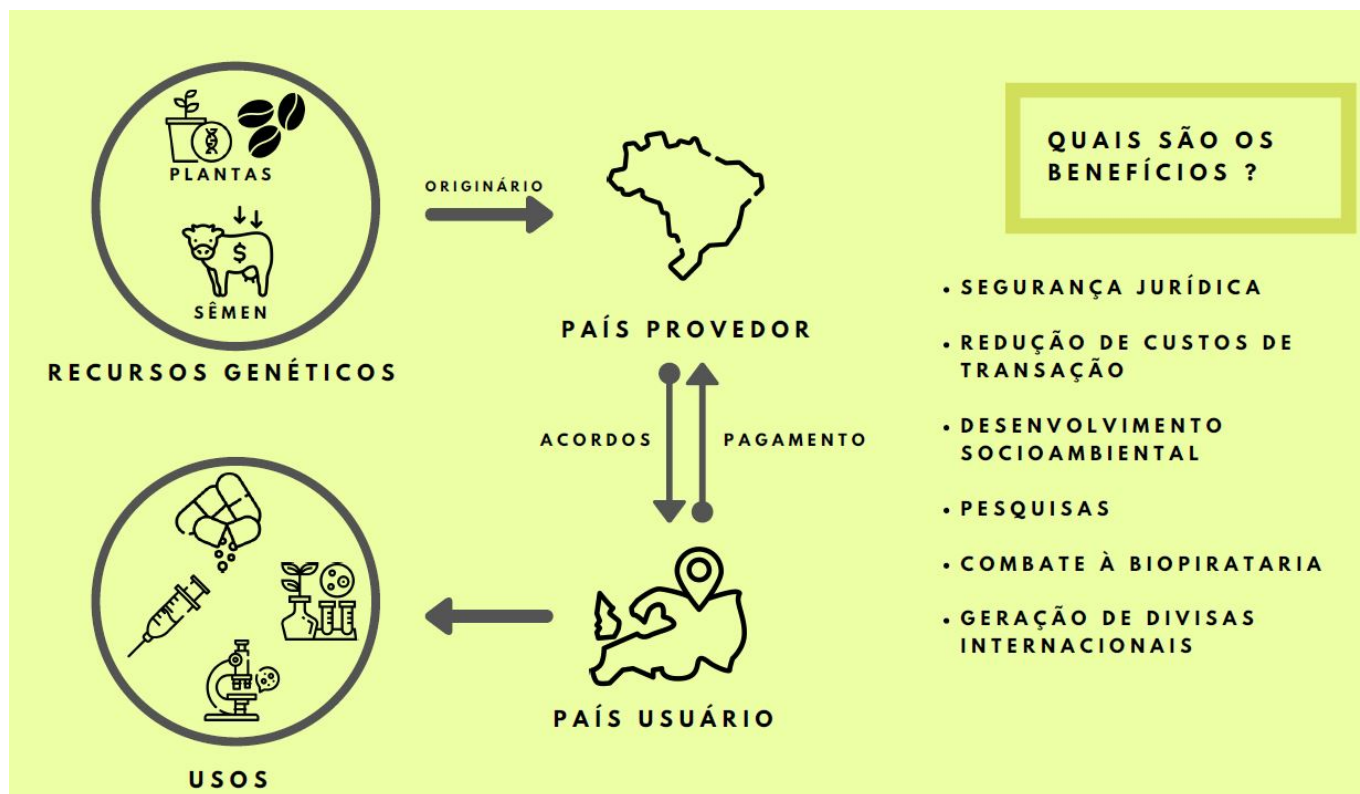 PLANTAS
$
SÊMEN
RECURSOS GENÉTICOS
ORIGINÁRIO
PAÍS PROVEDOR
ACORDOS
PAGAMENTO
PAÍS USUÁRIO
USOS
QUAIS SÃO OS
BENEFÍCIOS ?
• SEGURANÇA JURÍDICA
• REDUÇÃO DE CUSTOS DE
TRANSAÇÃO
• DESENVOLVIMENTO
SOCIOAMBIENTAL
• PESQUISAS
• COMBATE À BIOPIRATARIA
• GERAÇÃO DE DIVISAS
INTERNACIONAIS